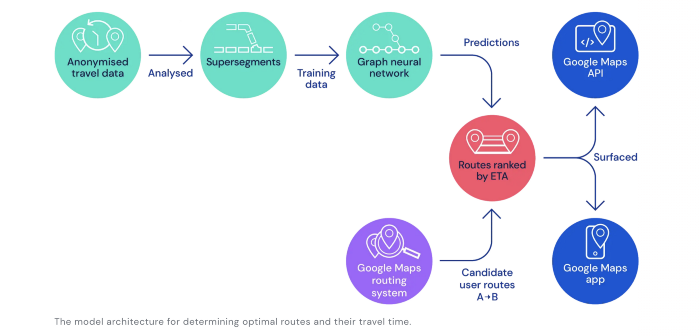 Anonymised
travel data
Analysed
Supersegments
Training
data
Graph neural
network
Predictions
Google Maps
API
Routes ranked
by ETA
Surfaced
Google Maps
routing
system
Candidate
user routes
A→B
Google Maps
app
The model architecture for determining optimal routes and their travel time.